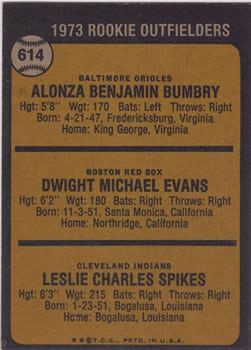 1973 ROOKIE OUTFIELDERS
614
BALTIMORE ORIOLES
ALONZA BENJAMIN BUMBRY
Hgt: 5'8" Wgt: 170 Bats: Left Throws: Right
Born: 4-21-47, Fredericksburg, Virginia
Home: King George, Virginia
BOSTON RED SOX
DWIGHT MICHAEL EVANS
Hgt: 6'2" Wgt: 180 Bats: Right Throws: Right
Born: 11-3-51, Santa Monica, California
Home: Northridge, California
CLEVELAND INDIANS
LESLIE CHARLES SPIKES
Hgt: 6'3" Wgt: 215 Bats: Right Throws: Right
Born: 1-23-51, Bogalusa, Louisiana
Home: Bogalusa, Louisiana
★★©T.C.G. PRTD. IN U.S.A.